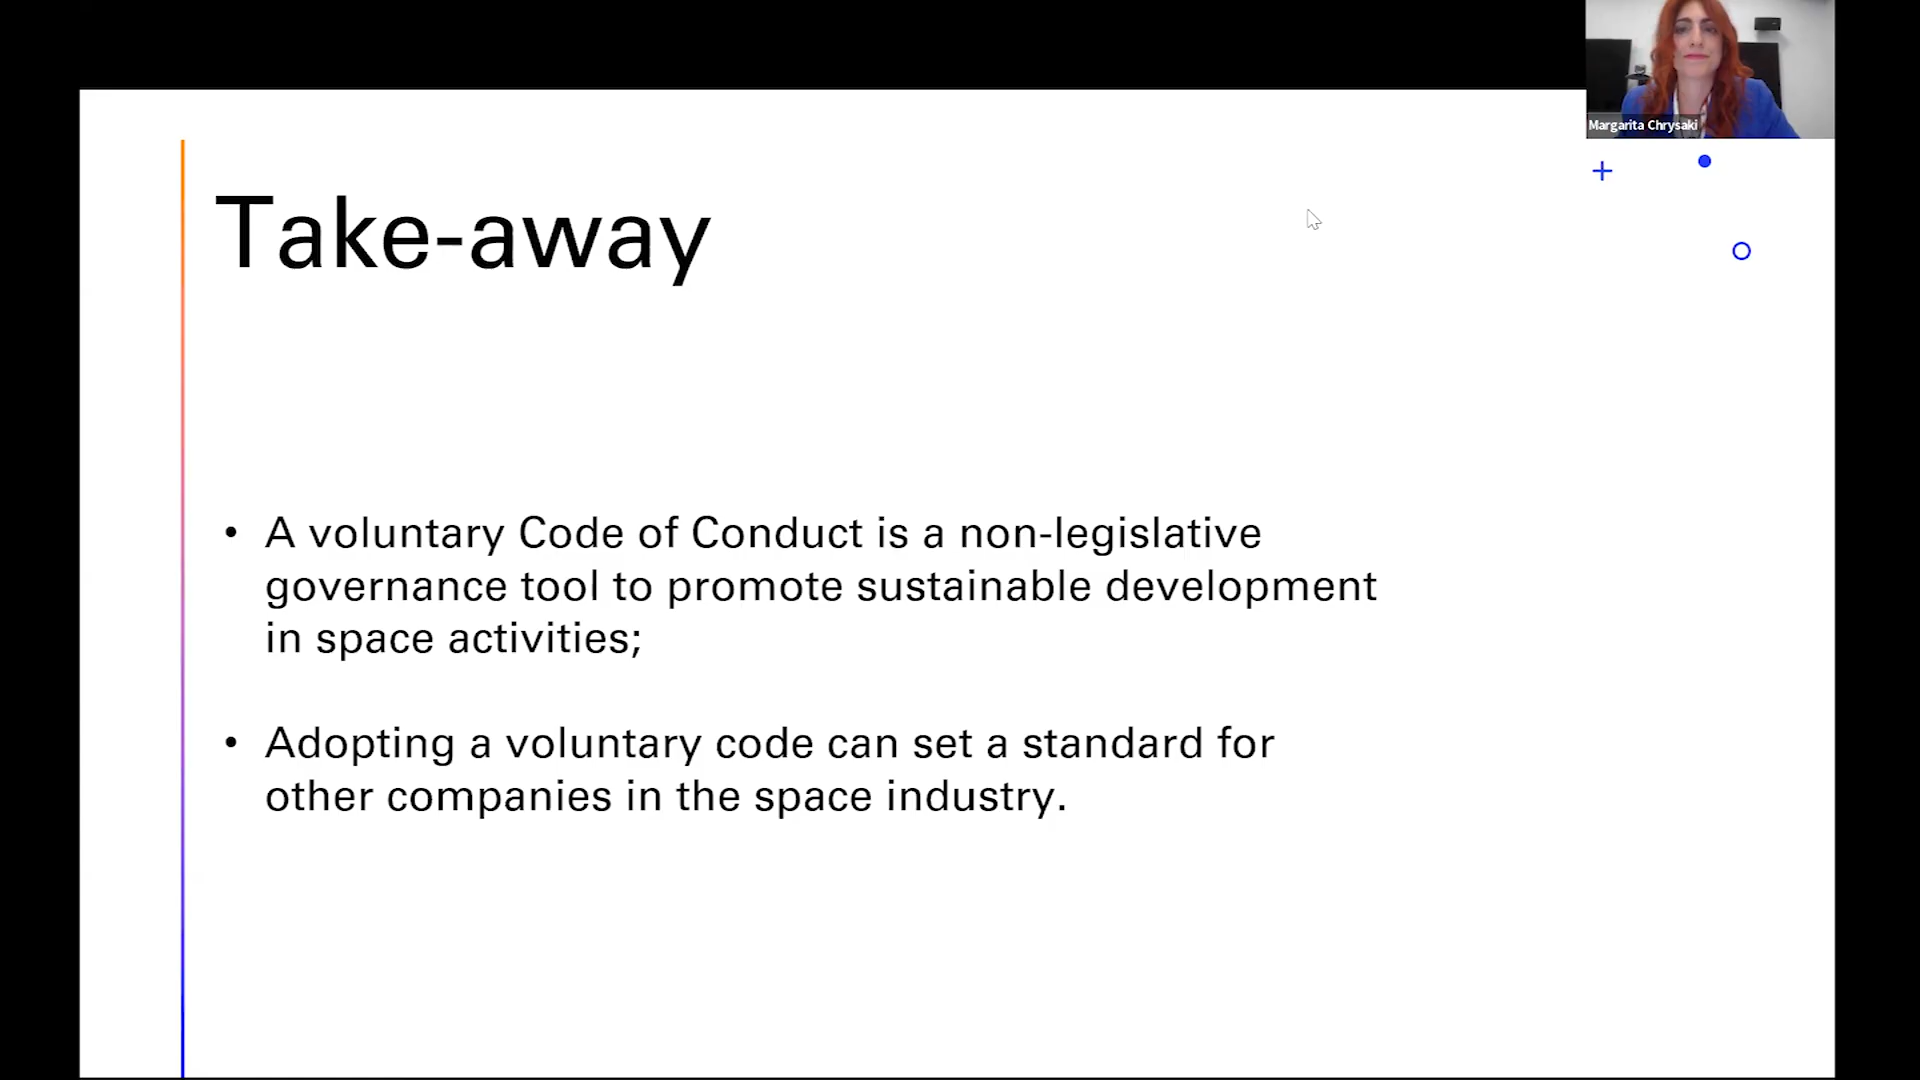 Margarita Chrysaki
Take-away
• A voluntary Code of Conduct is a non-legislative
governance tool to promote sustainable development
in space activities;
• Adopting a voluntary code can set a standard for
other companies in the space industry.